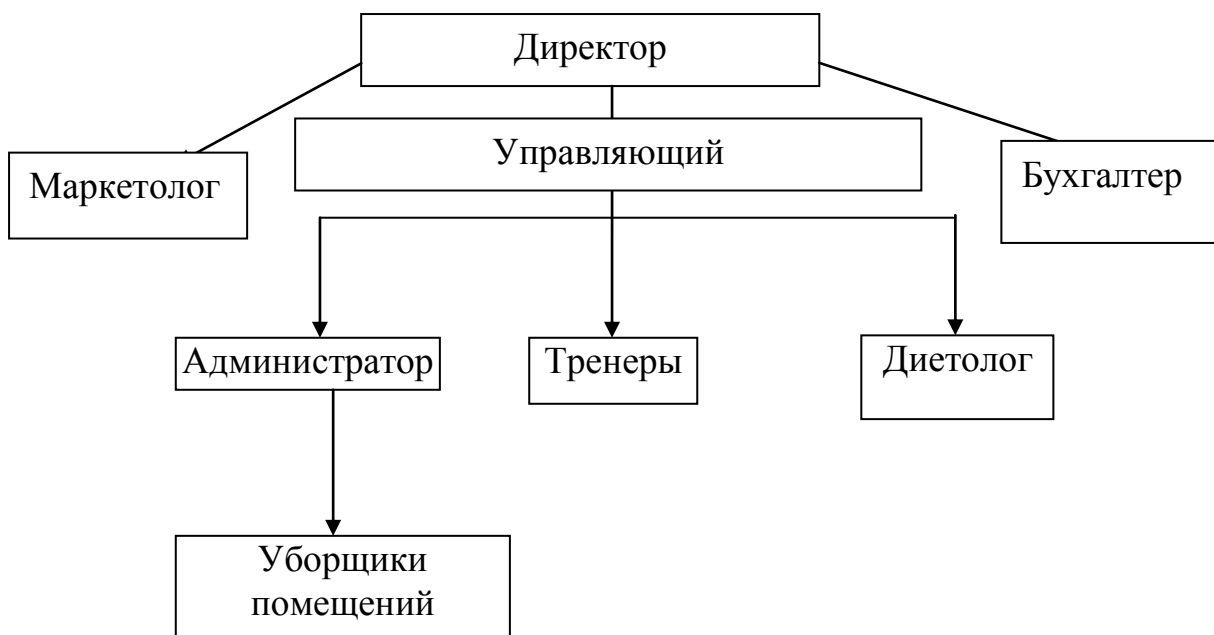 Директор
Управляющий
Маркетолог
Бухгалтер
Администратор
Тренеры
Диетолог
Уборщики
помещений